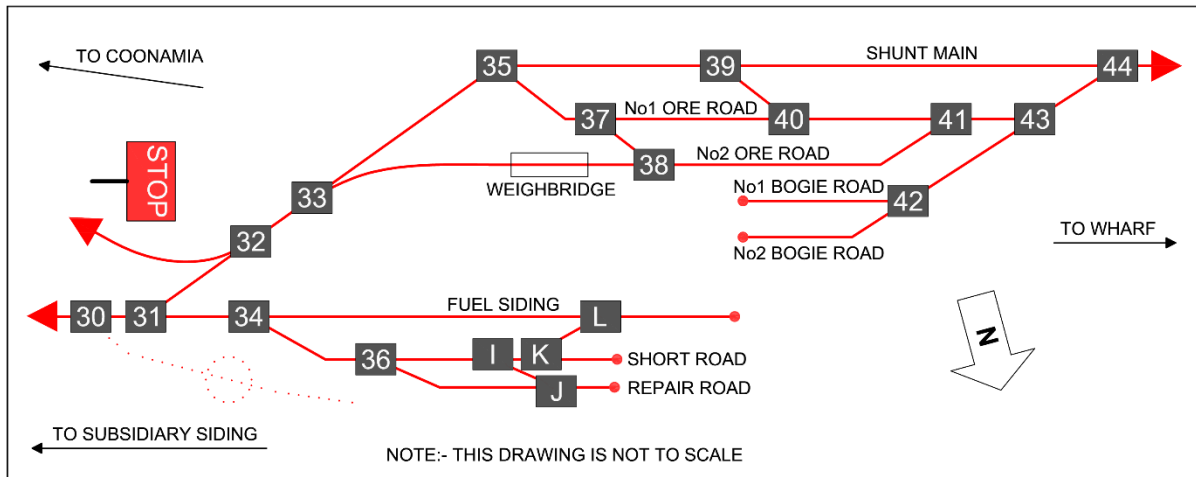 TO COONAMIA
35
39
SHUNT MAIN
44
STOP
37
No1 ORE ROAD
40
41
43
38
No2 ORE ROAD
WEIGHBRIDGE
33
No1 BOGIE ROAD
42
32
No2 BOGIE ROAD
TO WHARF
30
31
34
FUEL SIDING
L
N
36
I
K
SHORT ROAD
J
REPAIR ROAD
TO SUBSIDIARY SIDING
NOTE:- THIS DRAWING IS NOT TO SCALE